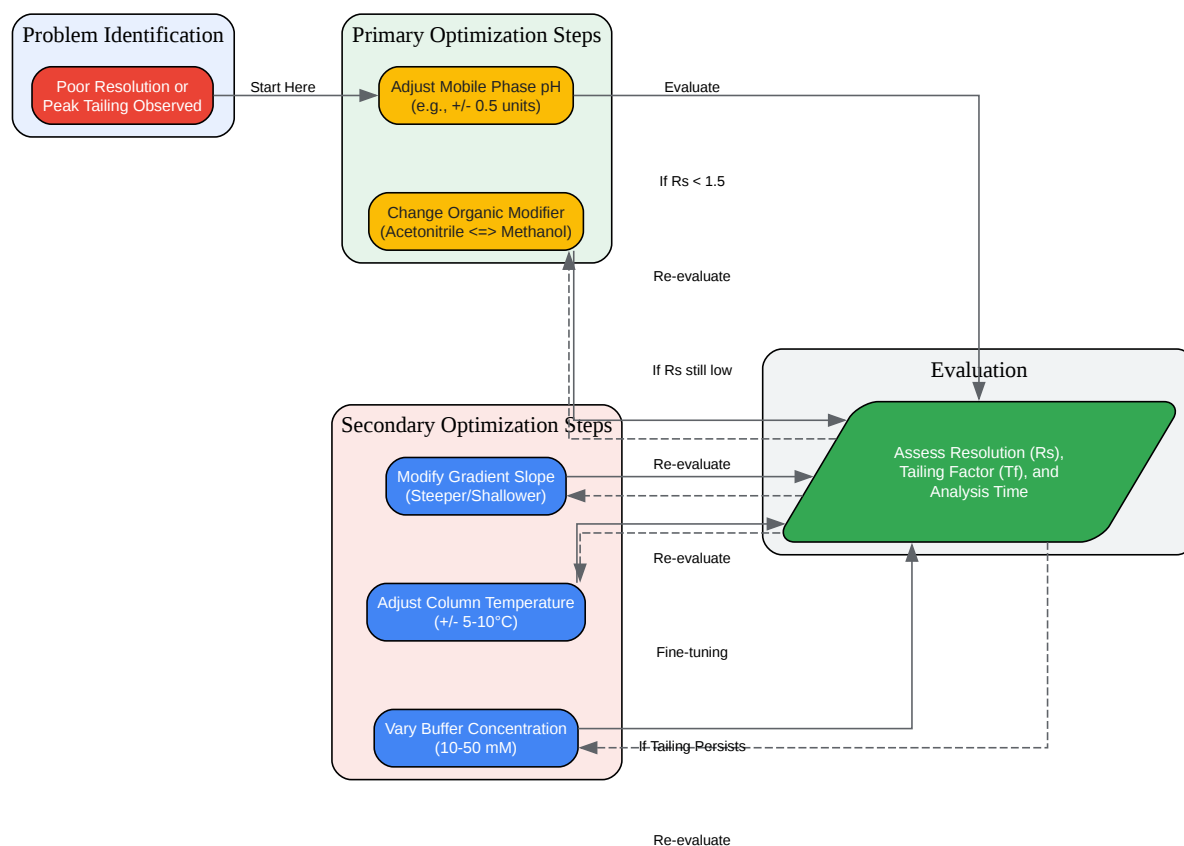 Problem Identification
Poor Resolution or
Peak Tailing Observed
Start Here
Primary Optimization Steps
Adjust Mobile Phase pH
(e.g., +/- 0.5 units)
Evaluate
If Rs < 1.5
Change Organic Modifier
(Acetonitrile <=> Methanol)
Re-evaluate
If Rs still low
Evaluation
Assess Resolution (Rs),
Tailing Factor (Tf), and
Analysis Time
Secondary Optimization Steps
Modify Gradient Slope
(Steeper/Shallower)
Re-evaluate
Re-evaluate
Adjust Column Temperature
(+/- 5-10°C)
Fine-tuning
Vary Buffer Concentration
(10-50 mM)
If Tailing Persists
Re-evaluate